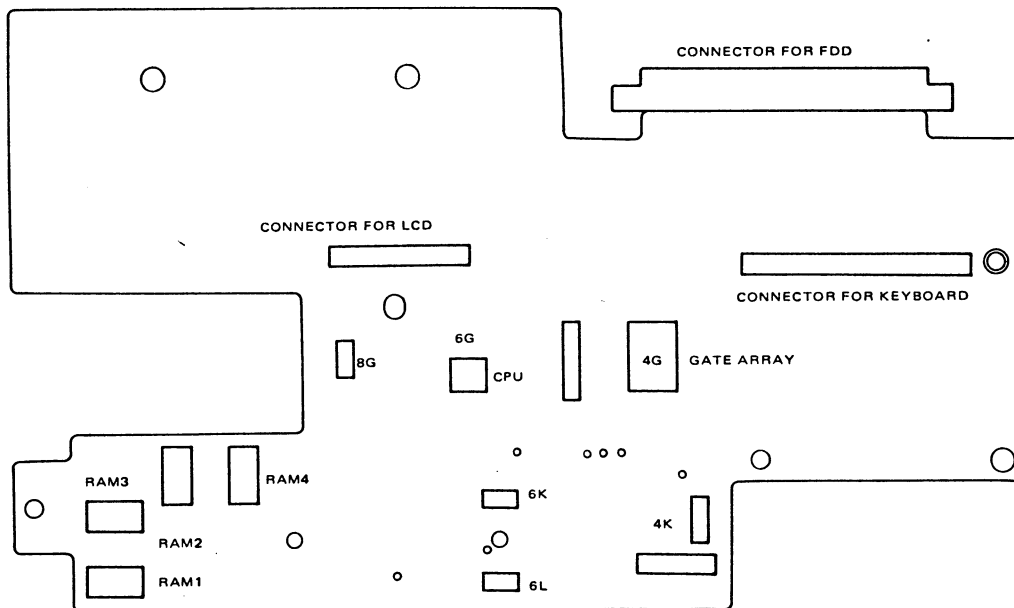 CONNECTOR FOR FDD
CONNECTOR FOR LCD
CONNECTOR FOR KEYBOARD
6G
8G
CPU
4G
GATE ARRAY
RAM3
RAM4
6K
4K
RAM2
RAM1
6L